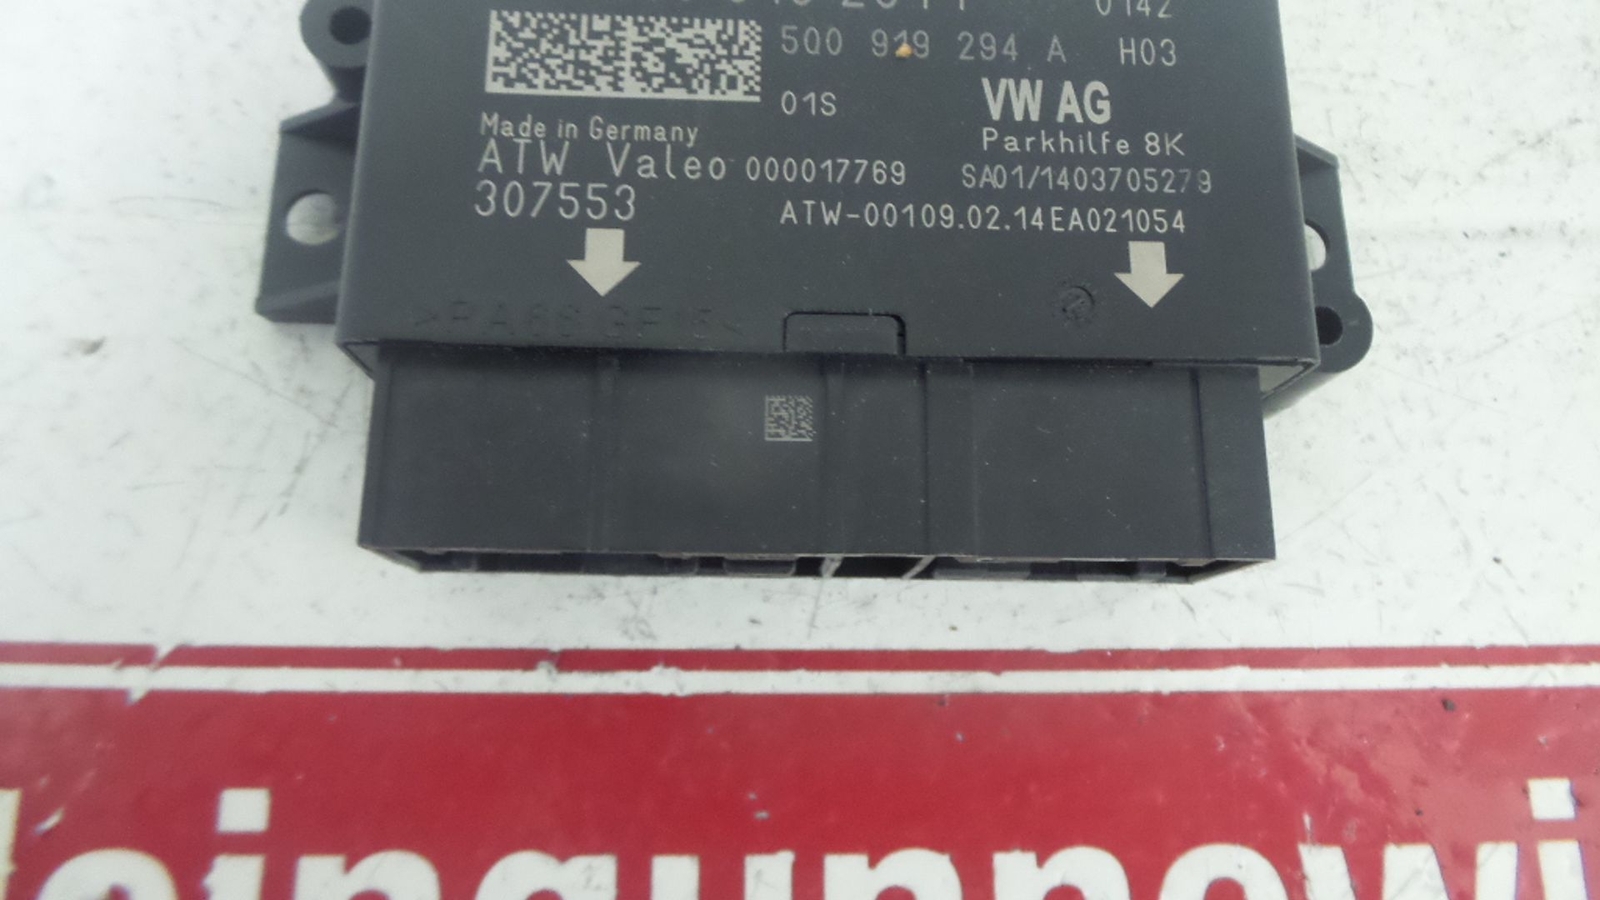 0142
5Q0 919 294 A H03
01S
VW AG
Made in Germany
Parkhilfe 8K
ATW Valeo 000017769 SA01/1403705279
307553 ATW-00109.02.14EA021054